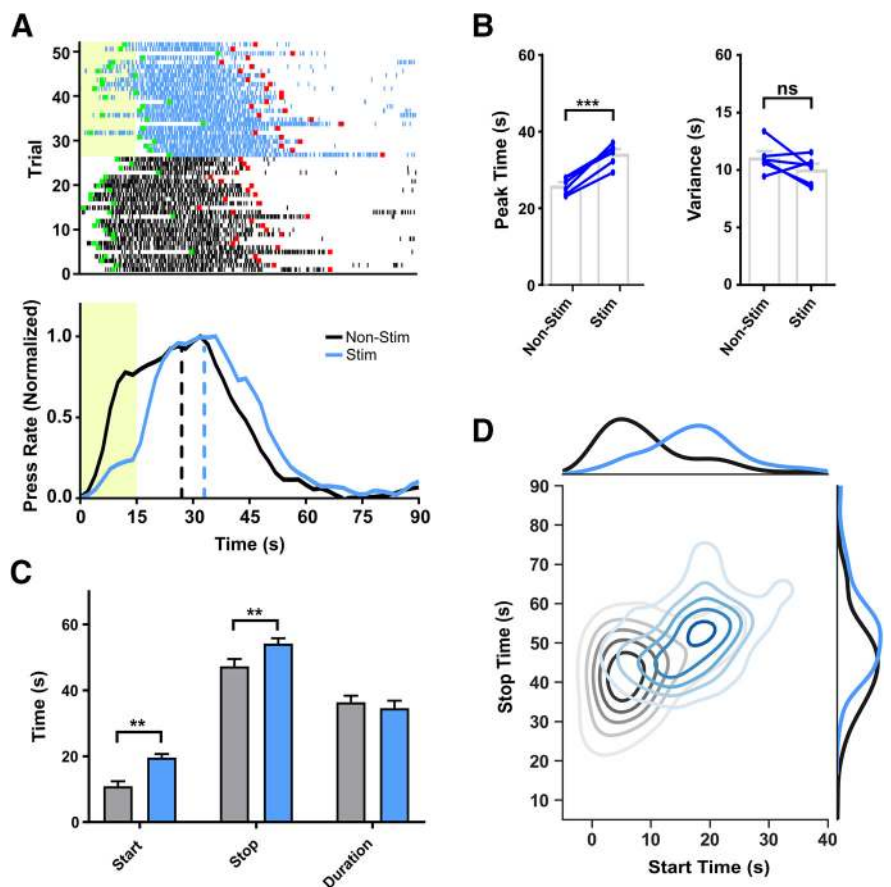 A
Trial
50
40
30
20
10
0
Press Rate (Normalized)
1.0
0.5
0.0
Non-Stim
Stim
0 15 30 45 60 75 90
Time (s)
B
Peak Time (s)
60
40
20
0
***
Non-Stim
Stim
Variance (s)
60
15
10
5
0
ns
Non-Stim
Stim
C
Time (s)
60
40
20
0
**
**
Start
Stop
Duration
D
Stop Time (s)
90
80
70
60
50
40
30
20
10
0 10 20 30 40
Start Time (s)